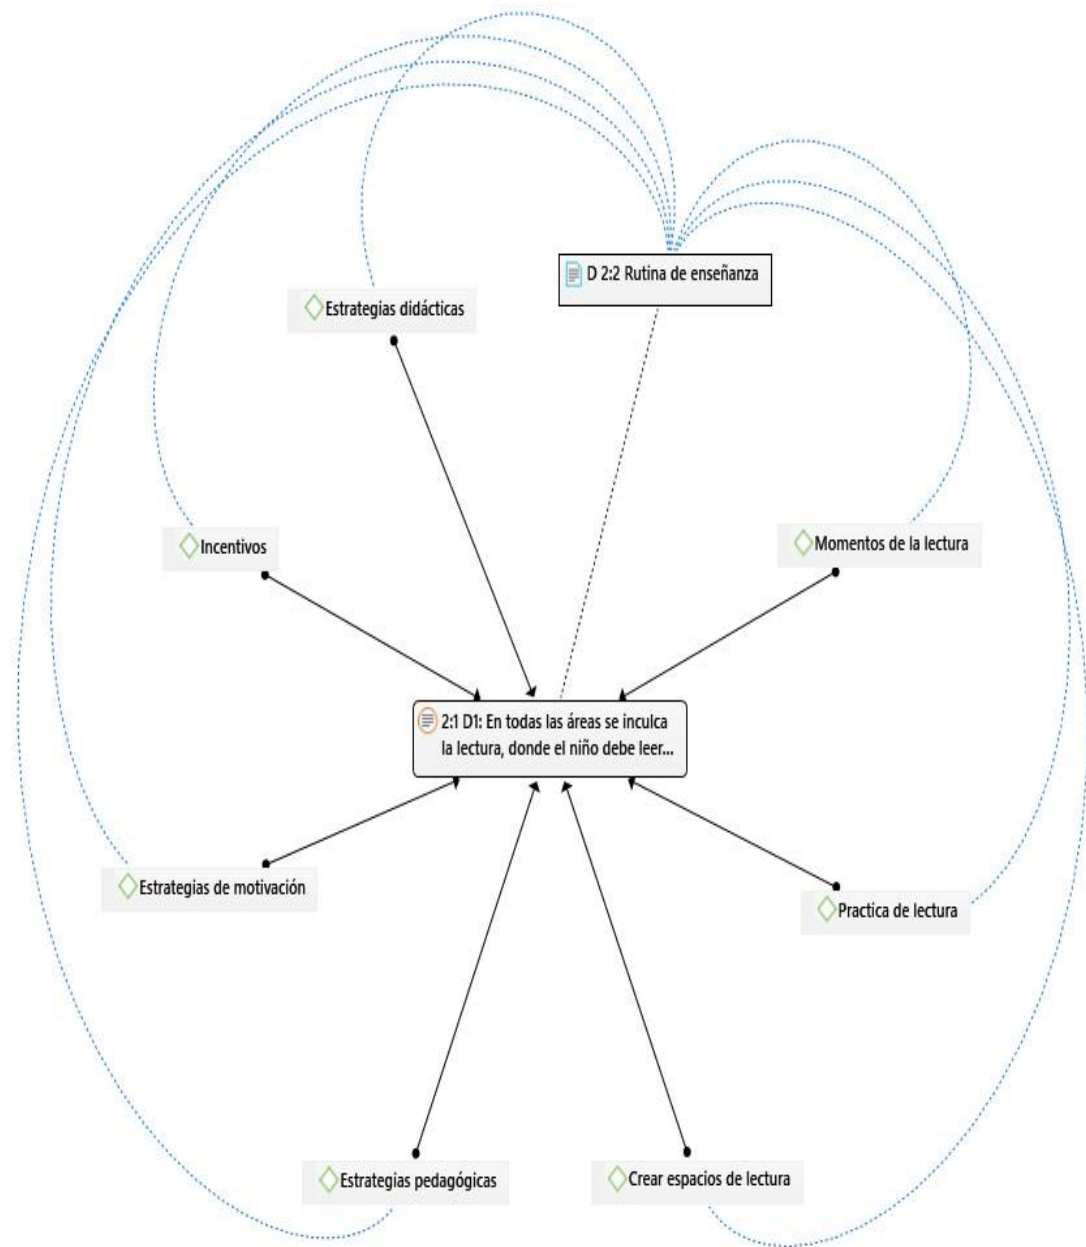 D 2:2 Rutina de enseñanza
Estrategias didácticas
Incentivos
Momentos de la lectura
2:1 D1: En todas las áreas se inculca
la lectura, donde el niño debe leer...
Estrategias de motivación
Practica de lectura
Estrategias pedagógicas
Crear espacios de lectura